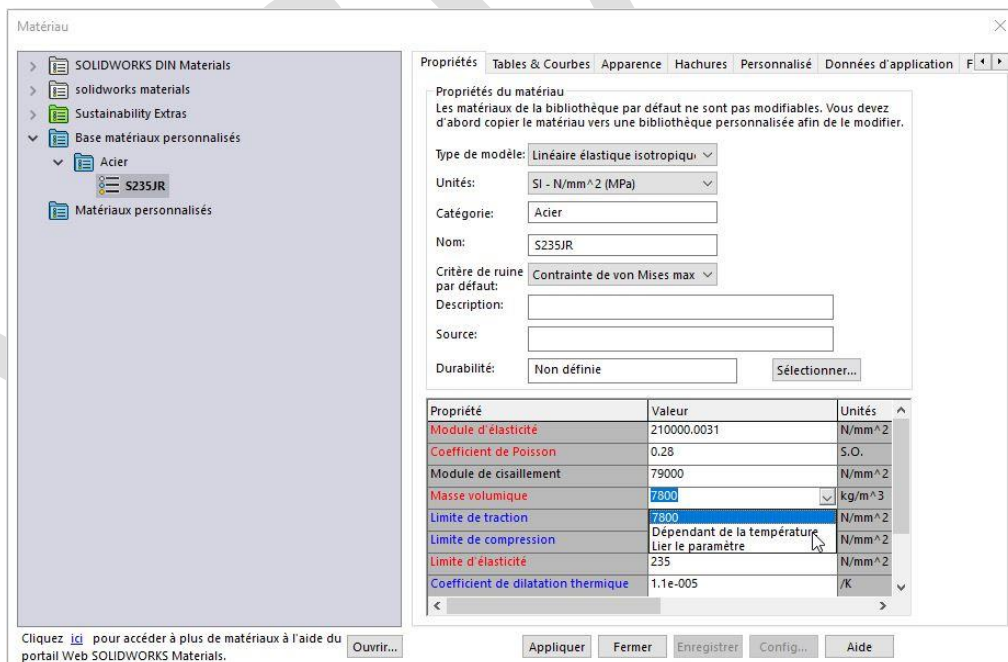 Matériau
SOLIDWORKS DIN Materials
solidworks materials
Sustainability Extras
Base matériaux personnalisés
Acier
S235JR
Matériaux personnalisés
Propriétés Tables & Courbes Apparence Hachures Personnalisé Données d'application F
Propriétés du matériau
Les matériaux de la bibliothèque par défaut ne sont pas modifiables. Vous devez
d'abord copier le matériau vers une bibliothèque personnalisée afin de le modifier.
Type de modèle: Linéaire élastique isotropiqu
Unités: SI - N/mm^2 (MPa)
Catégorie: Acier
Nom: S235JR
Critère de ruine
par défaut: Contrainte de von Mises max
Description:
Source:
Durabilité: Non définie Sélectionner...
Propriété Valeur Unités
Module d'élasticité 210000.0031 N/mm^2
Coefficient de Poisson 0.28 S.O.
Module de cisaillement 79000 N/mm^2
Masse volumique 7800 kg/m^3
Limite de traction 7800 N/mm^2
Dépendant de la température
Limite de compression N/mm^2
Lier le paramètre
Limite d'élasticité 235 N/mm^2
Coefficient de dilatation thermique 1.1e-005 /K
Cliquez ici pour accéder à plus de matériaux à l'aide du
portail Web SOLIDWORKS Materials.
Ouvrir... Appliquer Fermer Enregistrer Config... Aide